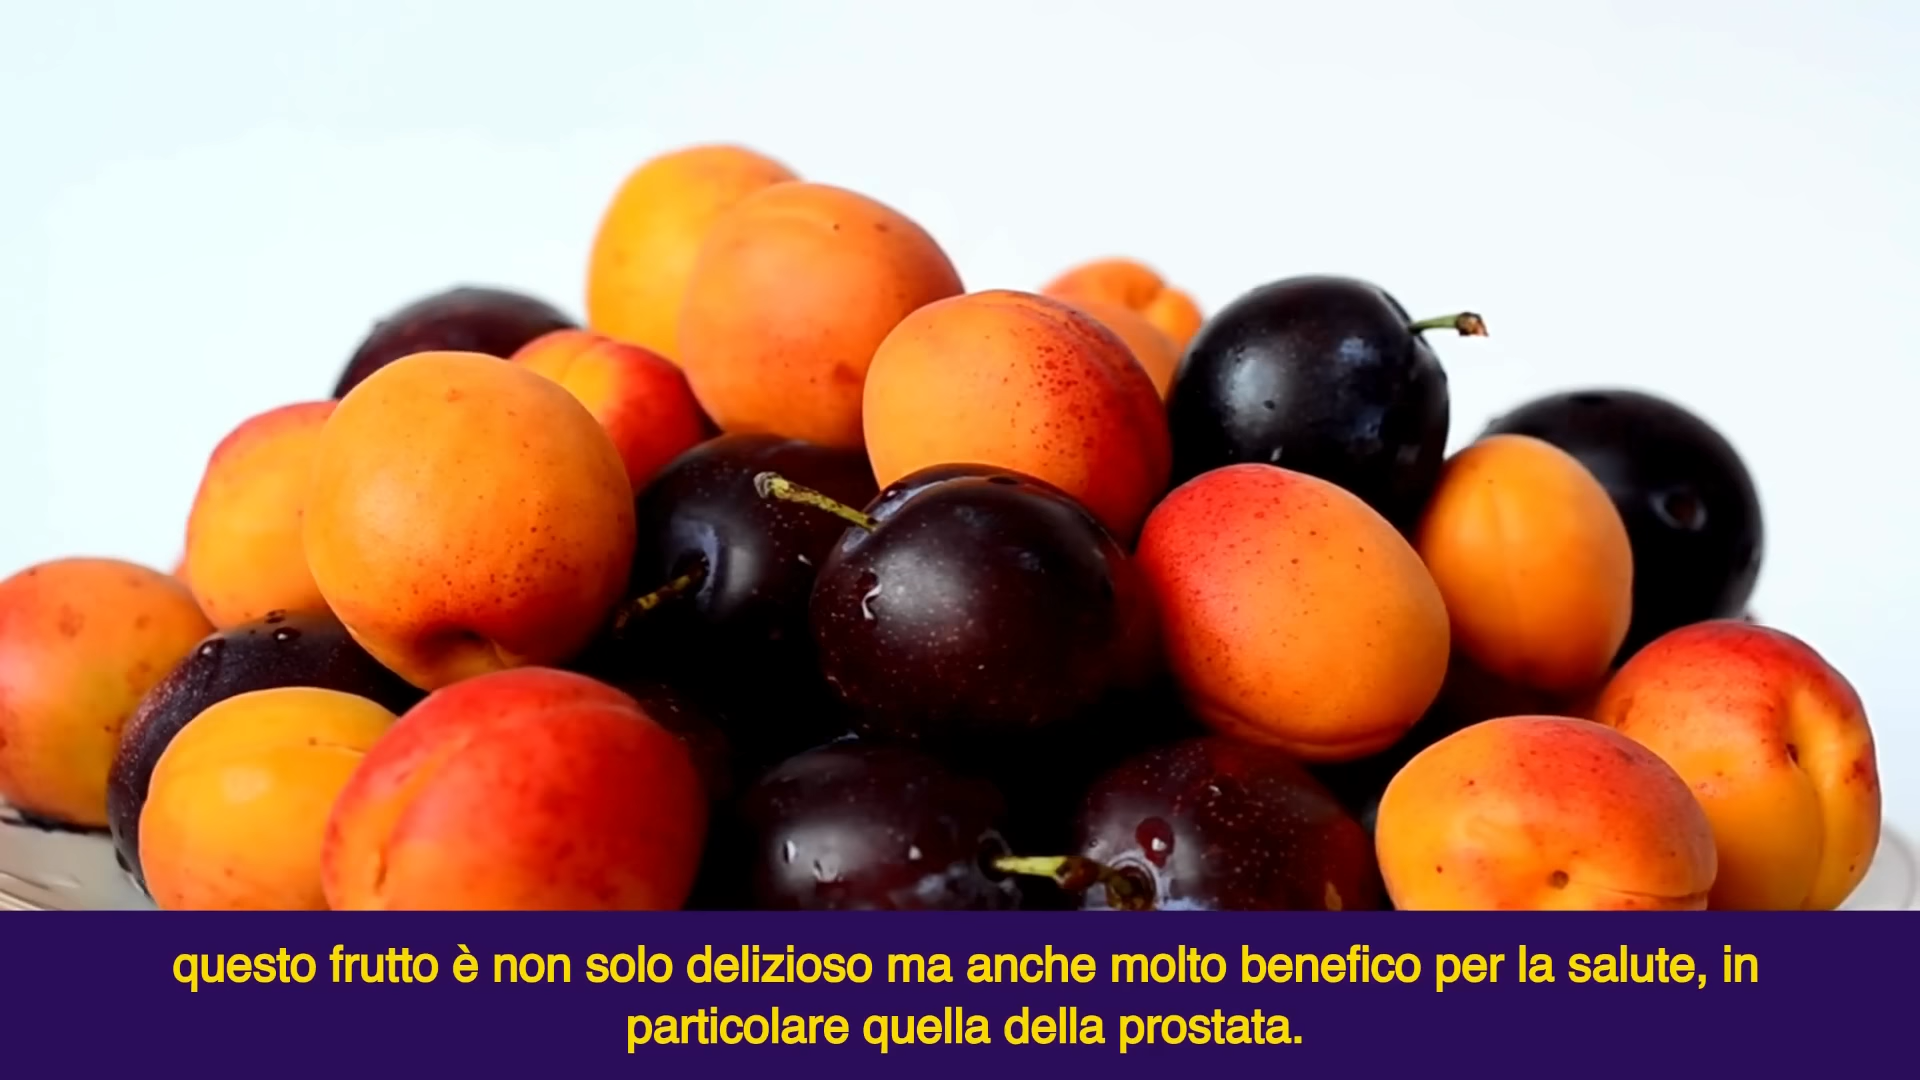 questo frutto è non solo delizioso ma anche molto benefico per la salute, in
particolare quella della prostata.